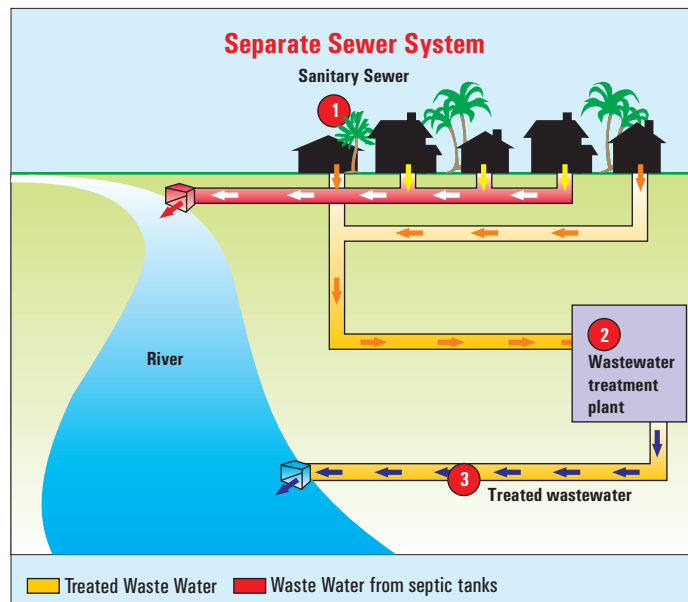 Separate Sewer System
Sanitary Sewer
1
2
Wastewater
treatment
plant
River
3
Treated wastewater
Treated Waste Water
Waste Water from septic tanks